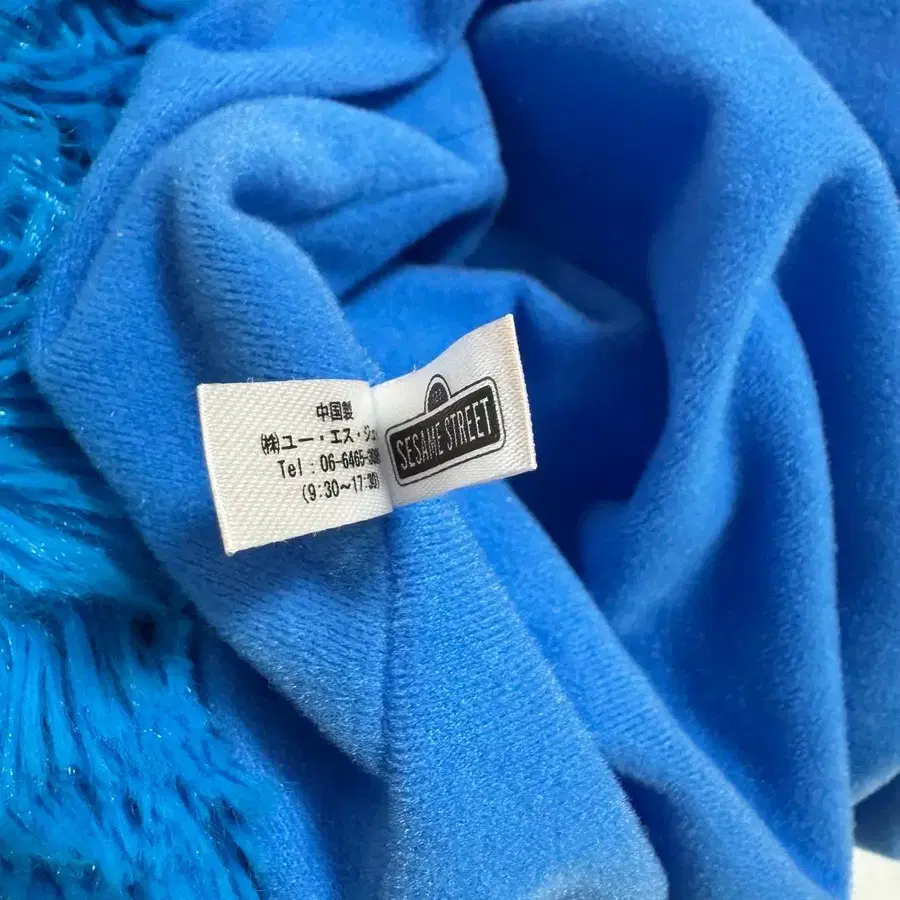 中国製
㈱ユー・エス・ジェ
Tel : 06-6465-
(9:30～17:30)
SESAME STREET